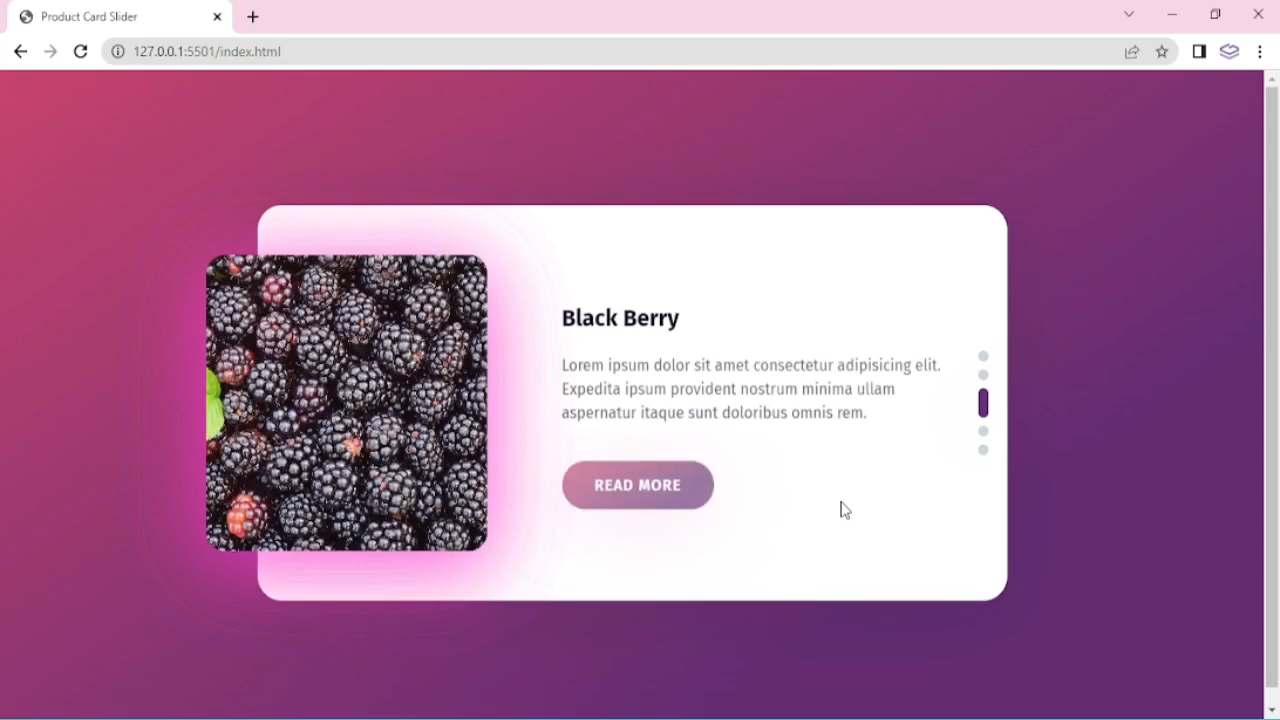 Product Card Slider
127.0.0.1:5501/index.html
Black Berry
Lorem ipsum dolor sit amet consectetur adipisicing elit.
Expedita ipsum provident nostrum minima ullam
aspernatur itaque sunt doloribus omnis rem.
READ MORE